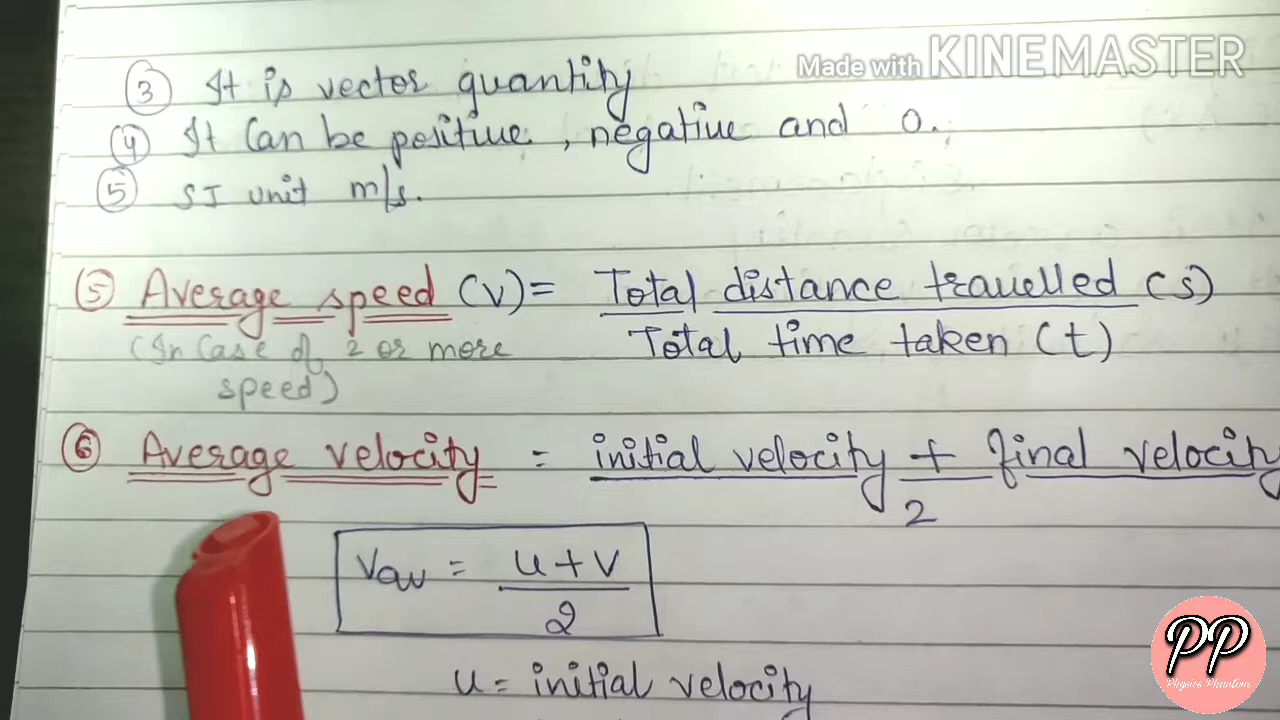 Made with KINEMASTER
③ It is vector quantity
④ It can be positive, negative and 0.
⑤ SI unit m/s.
⑤ Average speed (v) = Total distance travelled (s)
Total time taken (t)
(In case of 2 or more
speed)
⑥ Average velocity = initial velocity + final velocity
2
Vav = u + v
2
u = initial velocity
PP
Physics Phantom